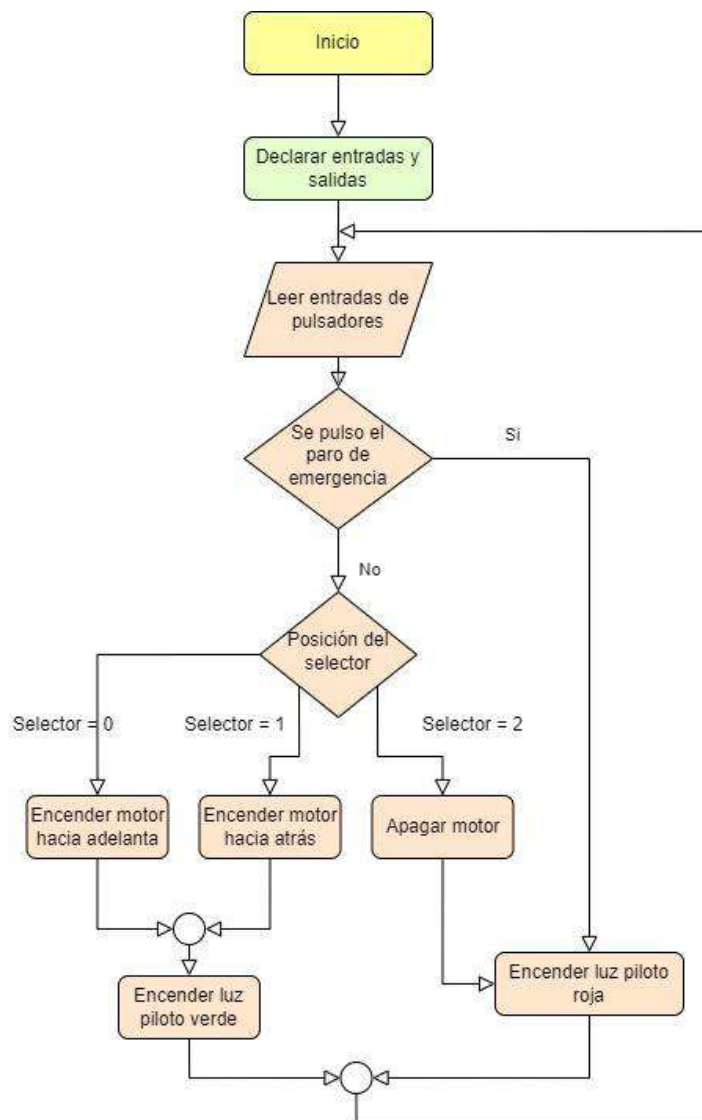 Inicio
Declarar entradas y
salidas
Leer entradas de
pulsadores
Se pulso el
paro de
emergencia
Si
No
Posición del
selector
Selector = 0
Selector = 1
Selector = 2
Encender motor
hacia adelanta
Encender motor
hacia atrás
Apagar motor
Encender luz
piloto verde
Encender luz piloto
roja